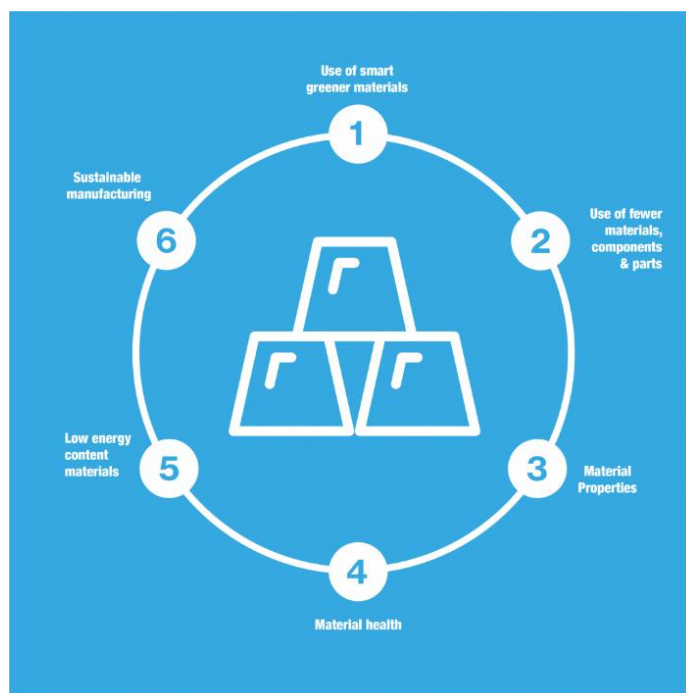 Use of smart
greener materials
1
Use of fewer
materials,
components
& parts
2
3
Material
Properties
4
Material health
Low energy
content
materials
5
Sustainable
manufacturing
6